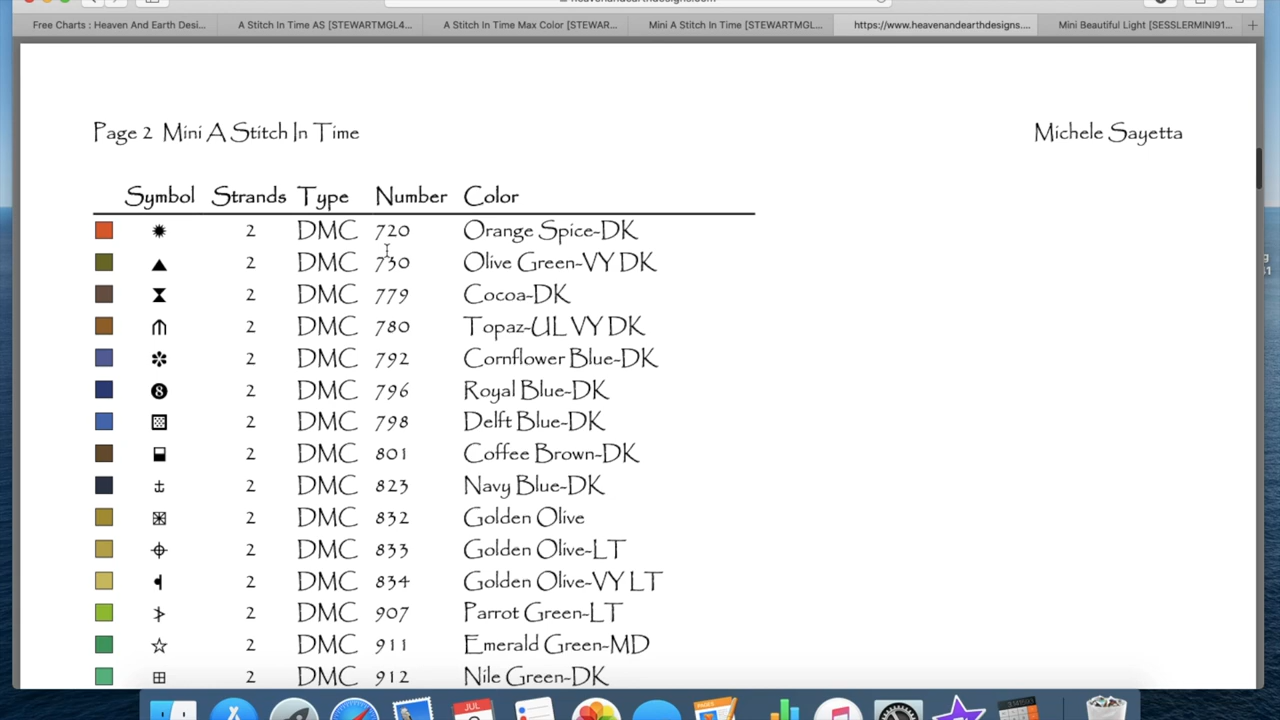 heavenandearthdesigns.com
Free Charts : Heaven And Earth Desi...
A Stitch In Time AS [STEWARTMGL4...
A Stitch In Time Max Color [STEWAR...
Mini A Stitch In Time [STEWARTMGL...
https://www.heavenandearthdesigns....
Mini Beautiful Light [SESSLERMINI91...
Page 2 Mini A Stitch In Time
Michele Sayetta
Symbol Strands Type Number Color
2 DMC 720 Orange Spice-DK
2 DMC 730 Olive Green-VY DK
2 DMC 779 Cocoa-DK
2 DMC 780 Topaz-UL VY DK
2 DMC 792 Cornflower Blue-DK
8 2 DMC 796 Royal Blue-DK
2 DMC 798 Delft Blue-DK
2 DMC 801 Coffee Brown-DK
2 DMC 823 Navy Blue-DK
2 DMC 832 Golden Olive
2 DMC 833 Golden Olive-LT
2 DMC 834 Golden Olive-VY LT
2 DMC 907 Parrot Green-LT
2 DMC 911 Emerald Green-MD
2 DMC 912 Nile Green-DK
JUL
PAGES